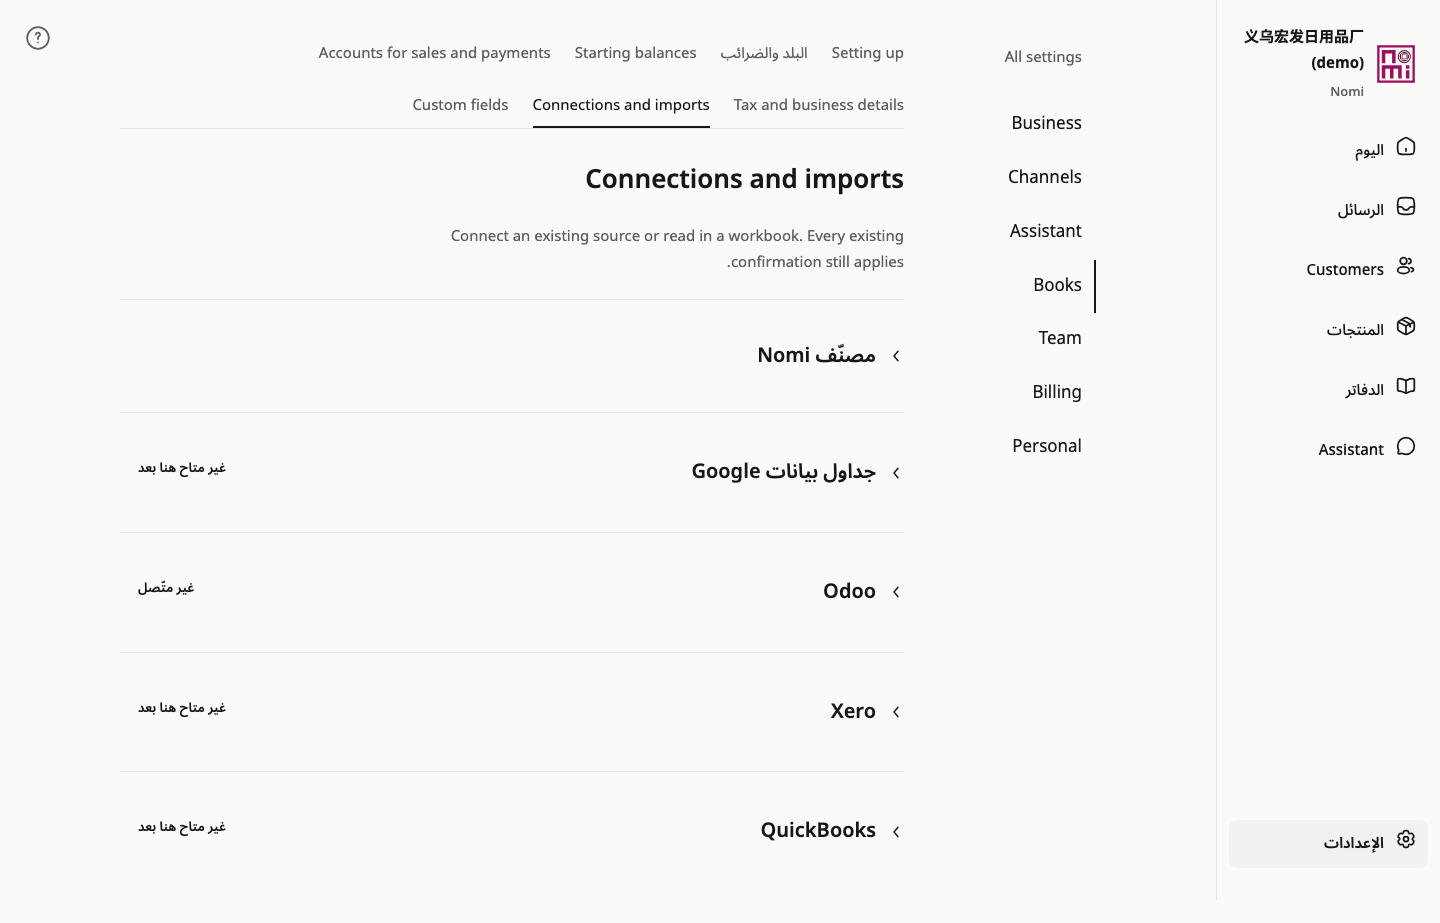 义乌宏发日用品厂
(demo)
Nomi
اليوم
الرسائل
Customers
المنتجات
الدفاتر
Assistant
الإعدادات
All settings
Business
Channels
Assistant
Books
Team
Billing
Personal
Setting up
البلد والضرائب
Starting balances
Accounts for sales and payments
Tax and business details
Connections and imports
Custom fields
Connections and imports
Connect an existing source or read in a workbook. Every existing
confirmation still applies.
مصنّف Nomi
جداول بيانات Google
غير متاح هنا بعد
Odoo
غير متّصل
Xero
غير متاح هنا بعد
QuickBooks
غير متاح هنا بعد